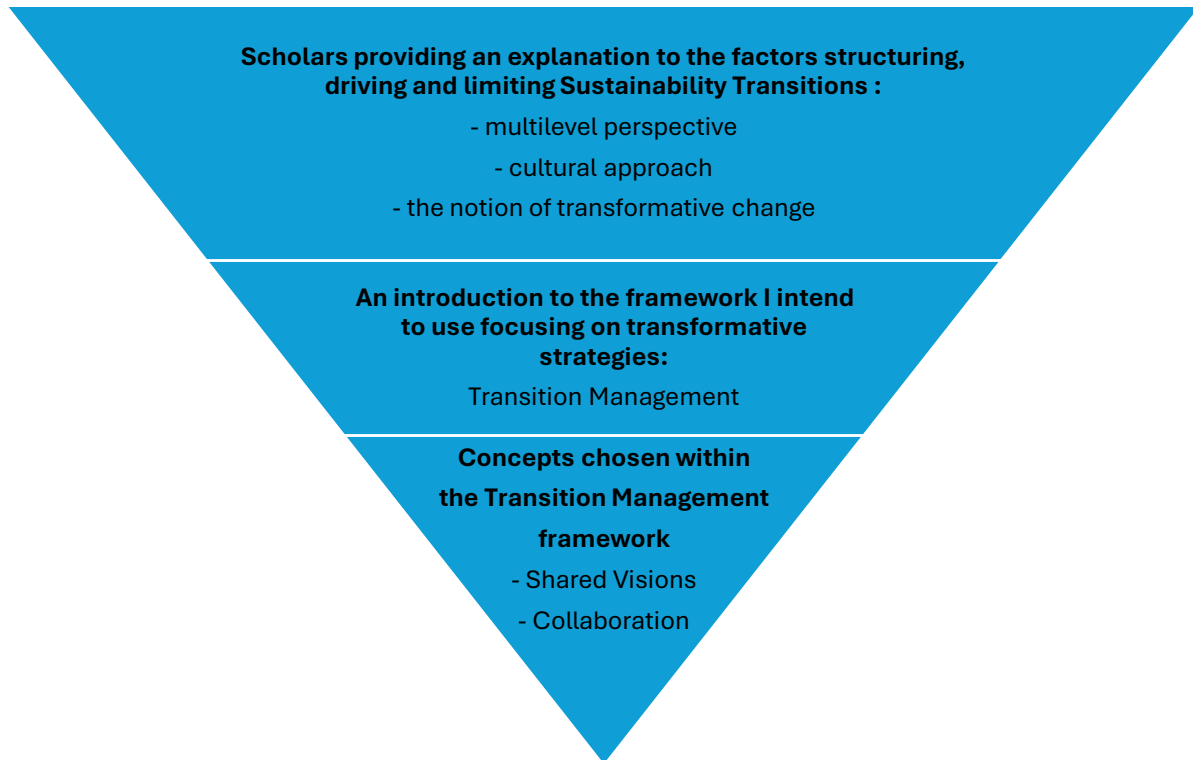 Scholars providing an explanation to the factors structuring,
driving and limiting Sustainability Transitions :
- multilevel perspective
- cultural approach
- the notion of transformative change
An introduction to the framework I intend
to use focusing on transformative
strategies:
Transition Management
Concepts chosen within
the Transition Management
framework
- Shared Visions
- Collaboration